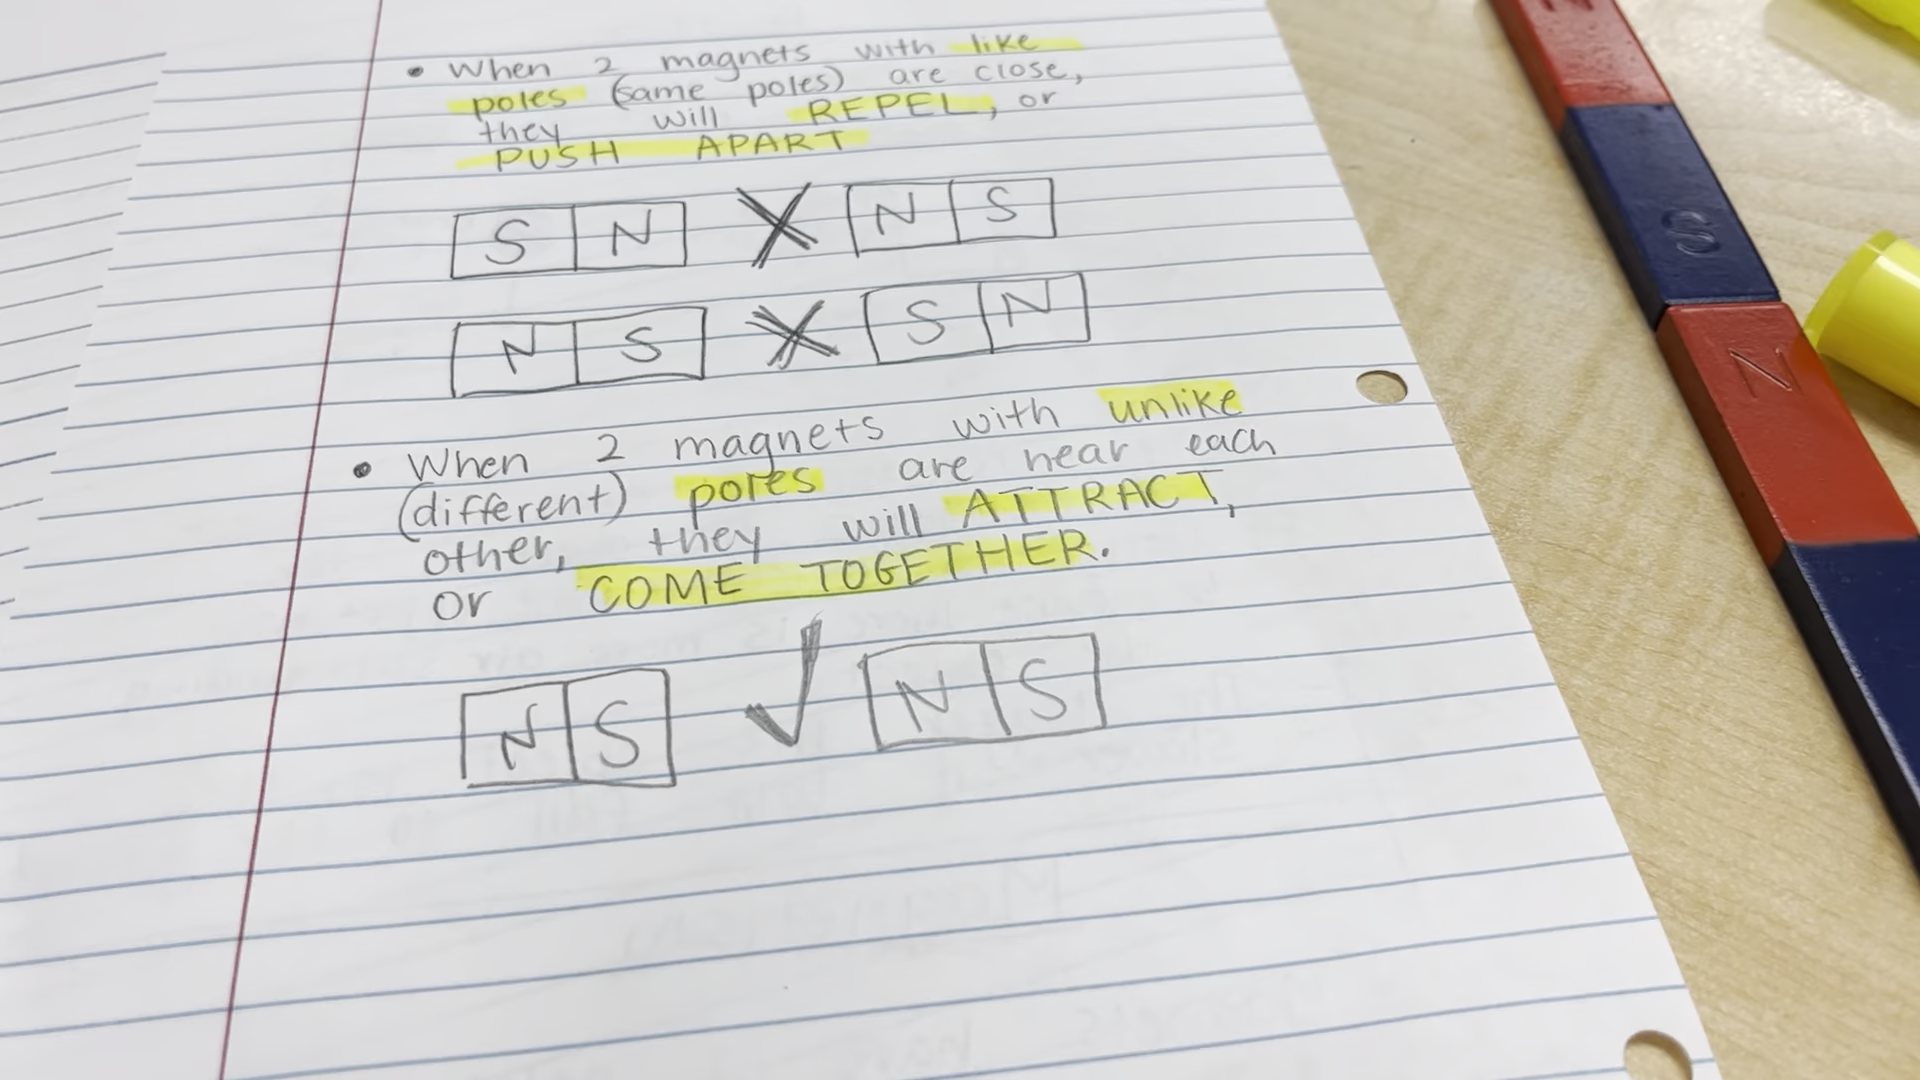 • When 2 magnets with like
poles (same poles) are close,
they will REPEL, or
PUSH APART
S N X N S
N S X S N
• When 2 magnets with unlike
(different) poles are near each
other, they will ATTRACT,
or COME TOGETHER.
N S ✓ N S
N
S
N